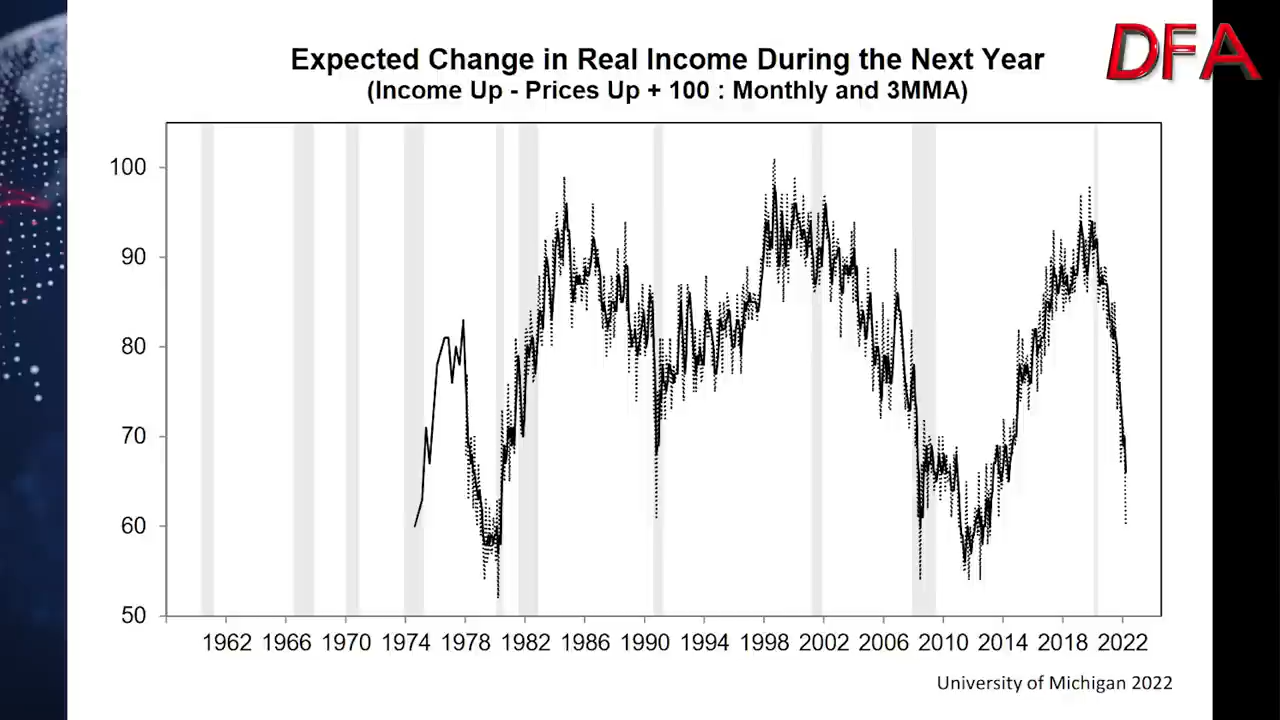 DFA
Expected Change in Real Income During the Next Year
(Income Up - Prices Up + 100 : Monthly and 3MMA)
100
90
80
70
60
50
1962 1966 1970 1974 1978 1982 1986 1990 1994 1998 2002 2006 2010 2014 2018 2022
University of Michigan 2022